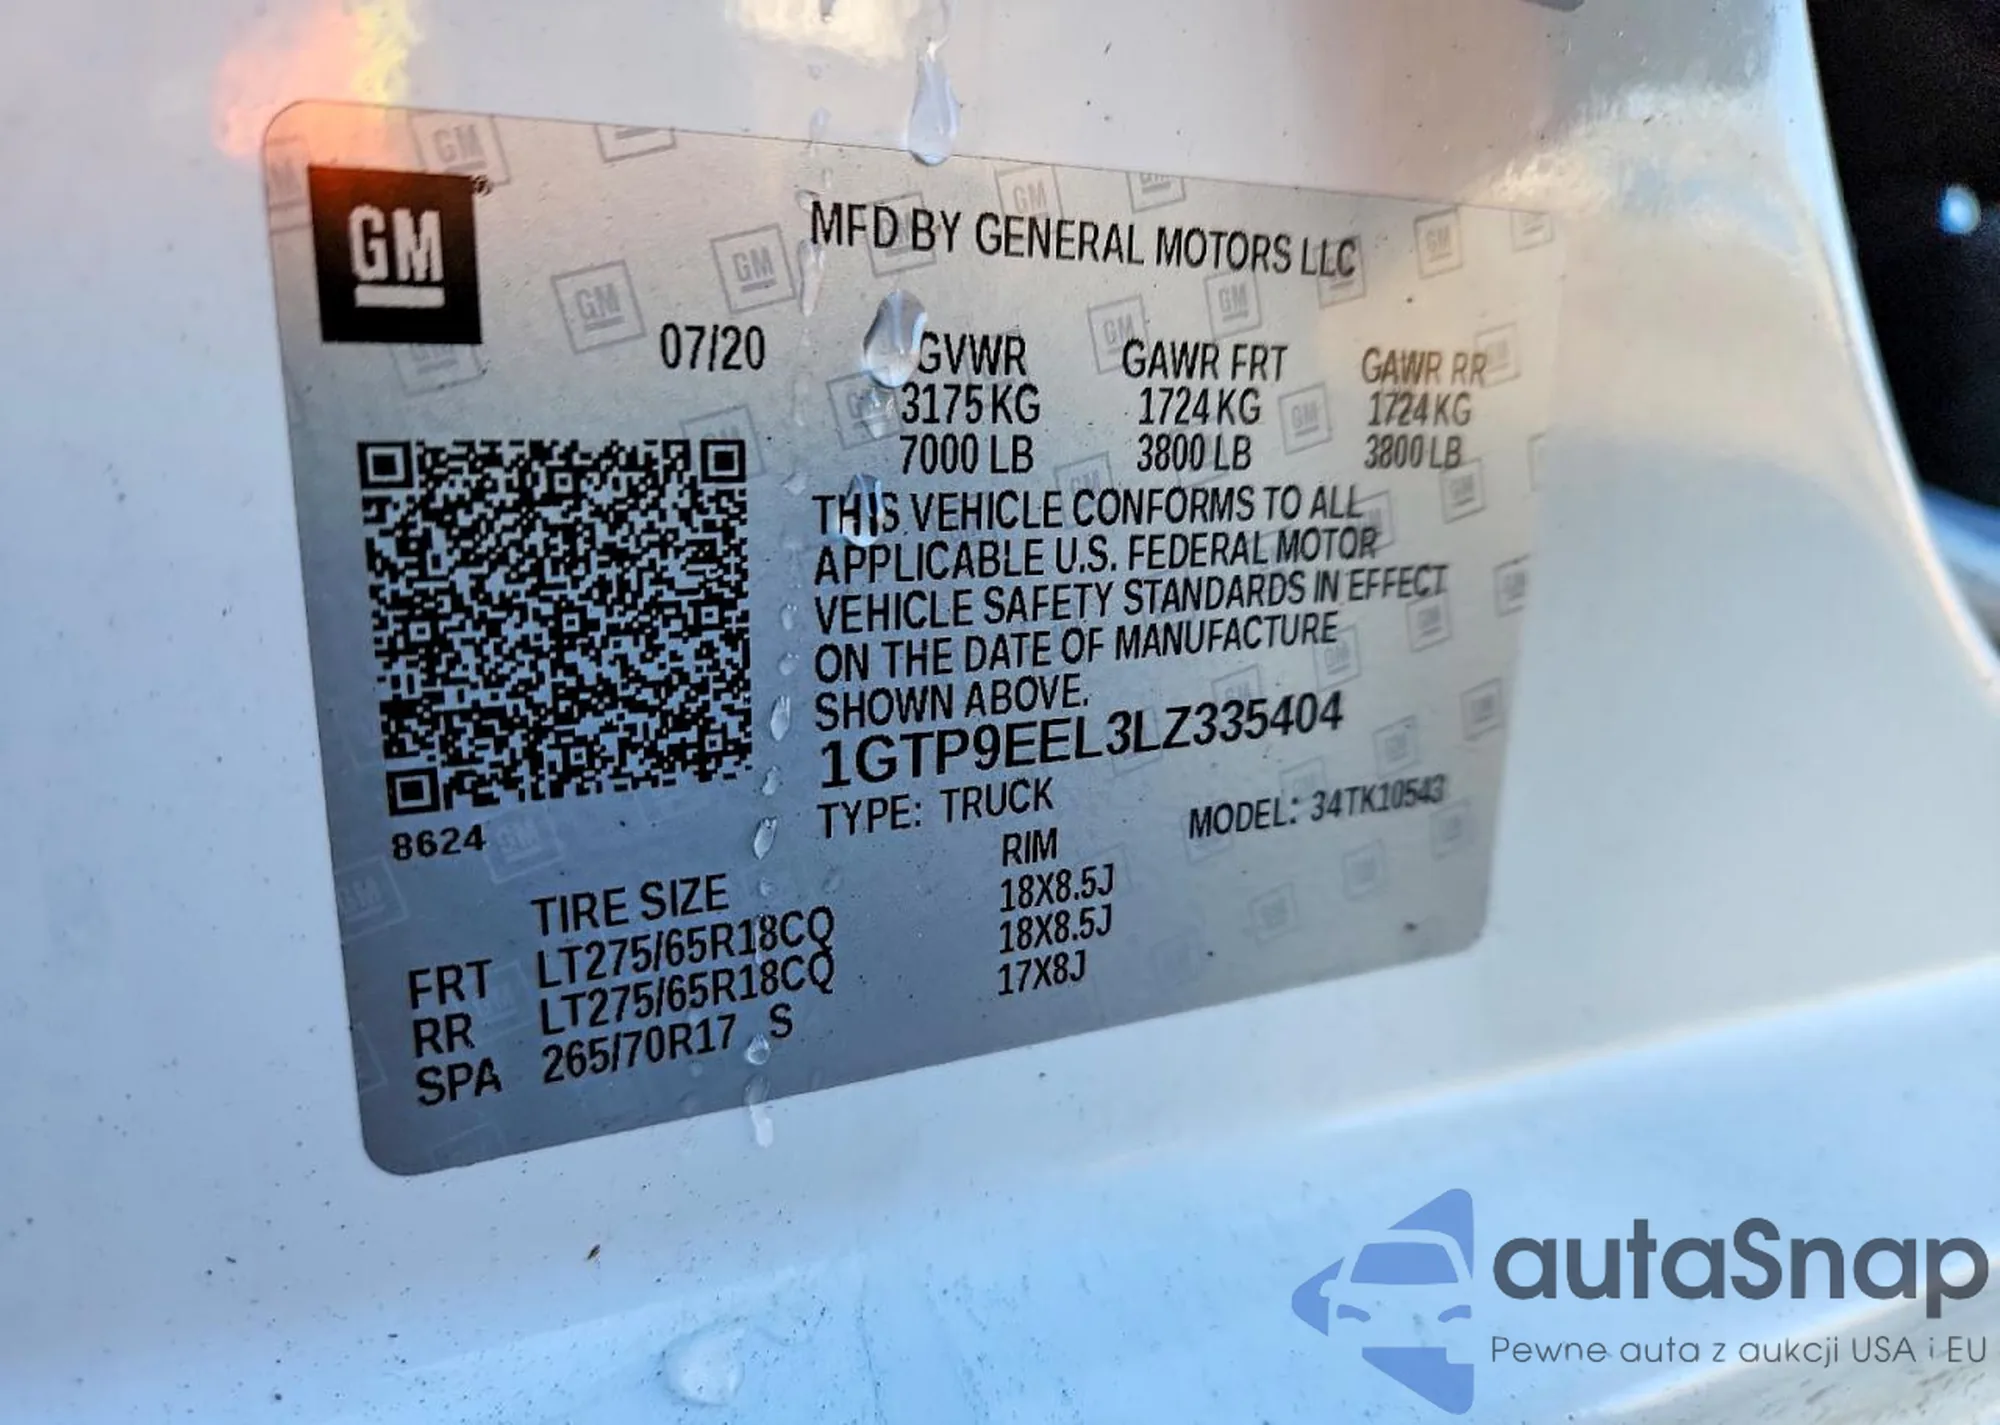 GM
MFD BY GENERAL MOTORS LLC
07/20 GVWR GAWR FRT GAWR RR
3175 KG 1724 KG 1724 KG
7000 LB 3800 LB 3800 LB
THIS VEHICLE CONFORMS TO ALL
APPLICABLE U.S. FEDERAL MOTOR
VEHICLE SAFETY STANDARDS IN EFFECT
ON THE DATE OF MANUFACTURE
SHOWN ABOVE.
1GTP9EEL3LZ335404
TYPE: TRUCK MODEL: 34TK10543
8624
TIRE SIZE RIM
FRT LT275/65R18CQ 18X8.5J
RR LT275/65R18CQ 18X8.5J
SPA 265/70R17 S 17X8J
autaSnap
Pewne auta z aukcji USA i EU